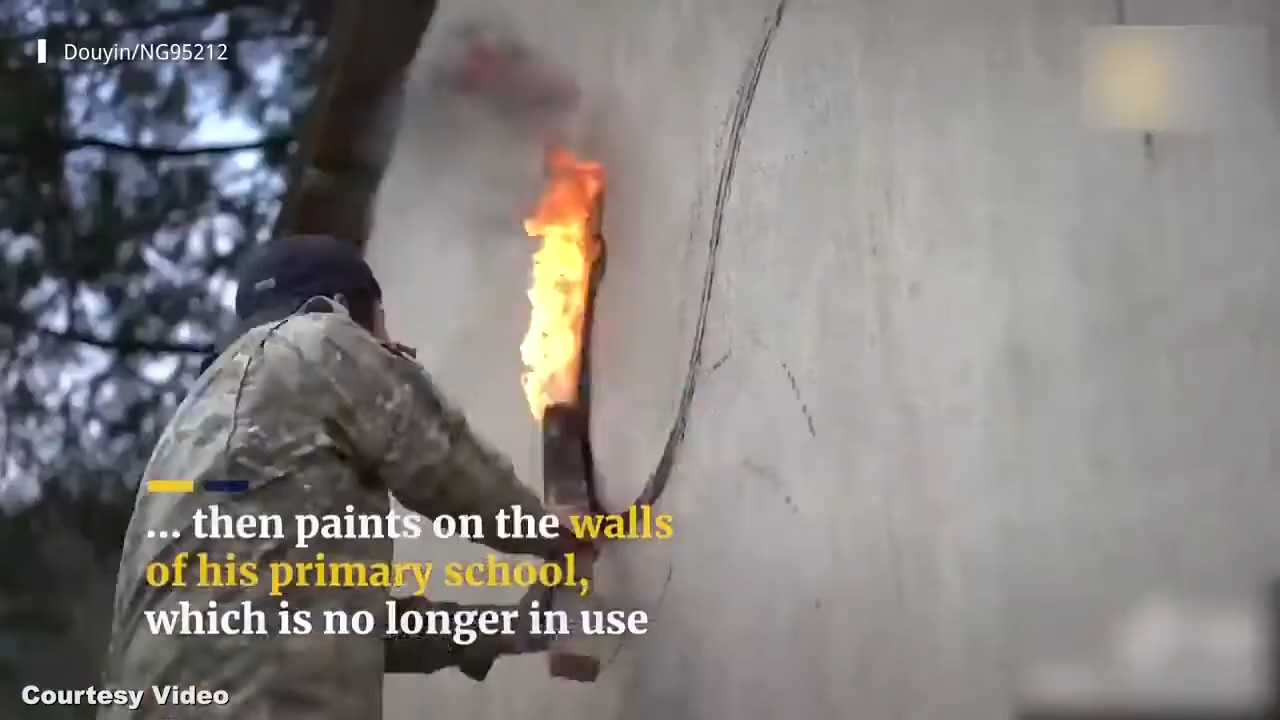 Douyin/NG95212
... then paints on the walls
of his primary school,
which is no longer in use
Courtesy Video